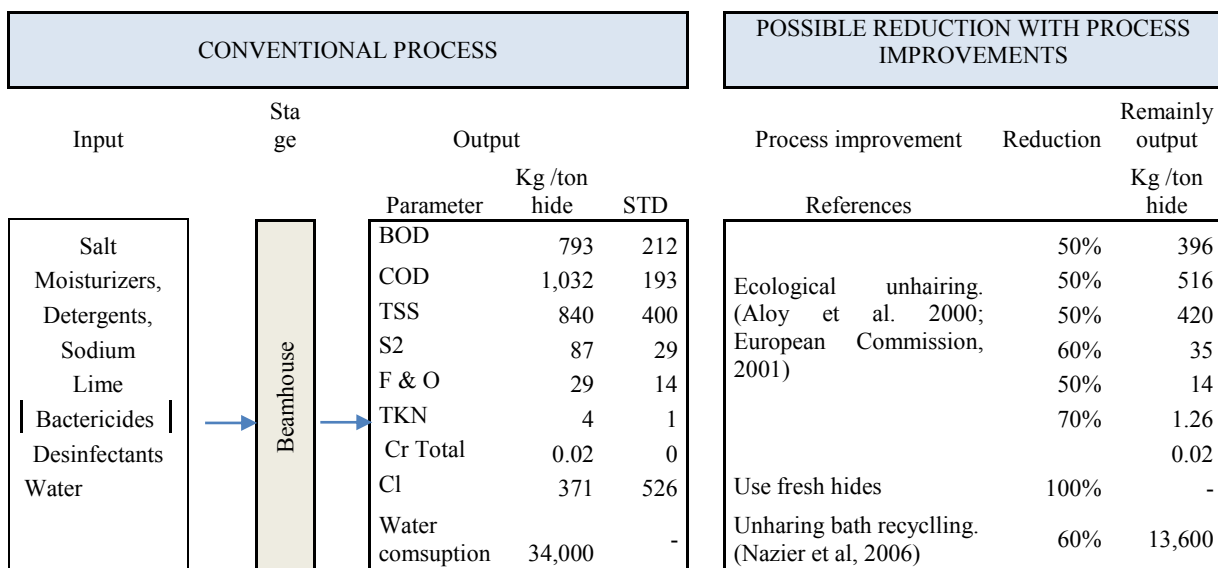 CONVENTIONAL PROCESS
POSSIBLE REDUCTION WITH PROCESS
IMPROVEMENTS
Input
Sta
ge
Output
Process improvement
Reduction
Remainly
output
Parameter
Kg /ton
hide
STD
References
Kg /ton
hide
Salt
Moisturizers,
Detergents,
Sodium
Lime
Bactericides
Desinfectants
Water
Beamhouse
BOD 793 212
COD 1,032 193
TSS 840 400
S2 87 29
F & O 29 14
TKN 4 1
Cr Total 0.02 0
Cl 371 526
Water
comsuption 34,000 -
Ecological unhairing.
(Aloy et al. 2000;
European Commission,
2001)
50% 396
50% 516
50% 420
60% 35
50% 14
70% 1.26
0.02
Use fresh hides 100% -
Unharing bath recyclling.
(Nazier et al, 2006)
60% 13,600